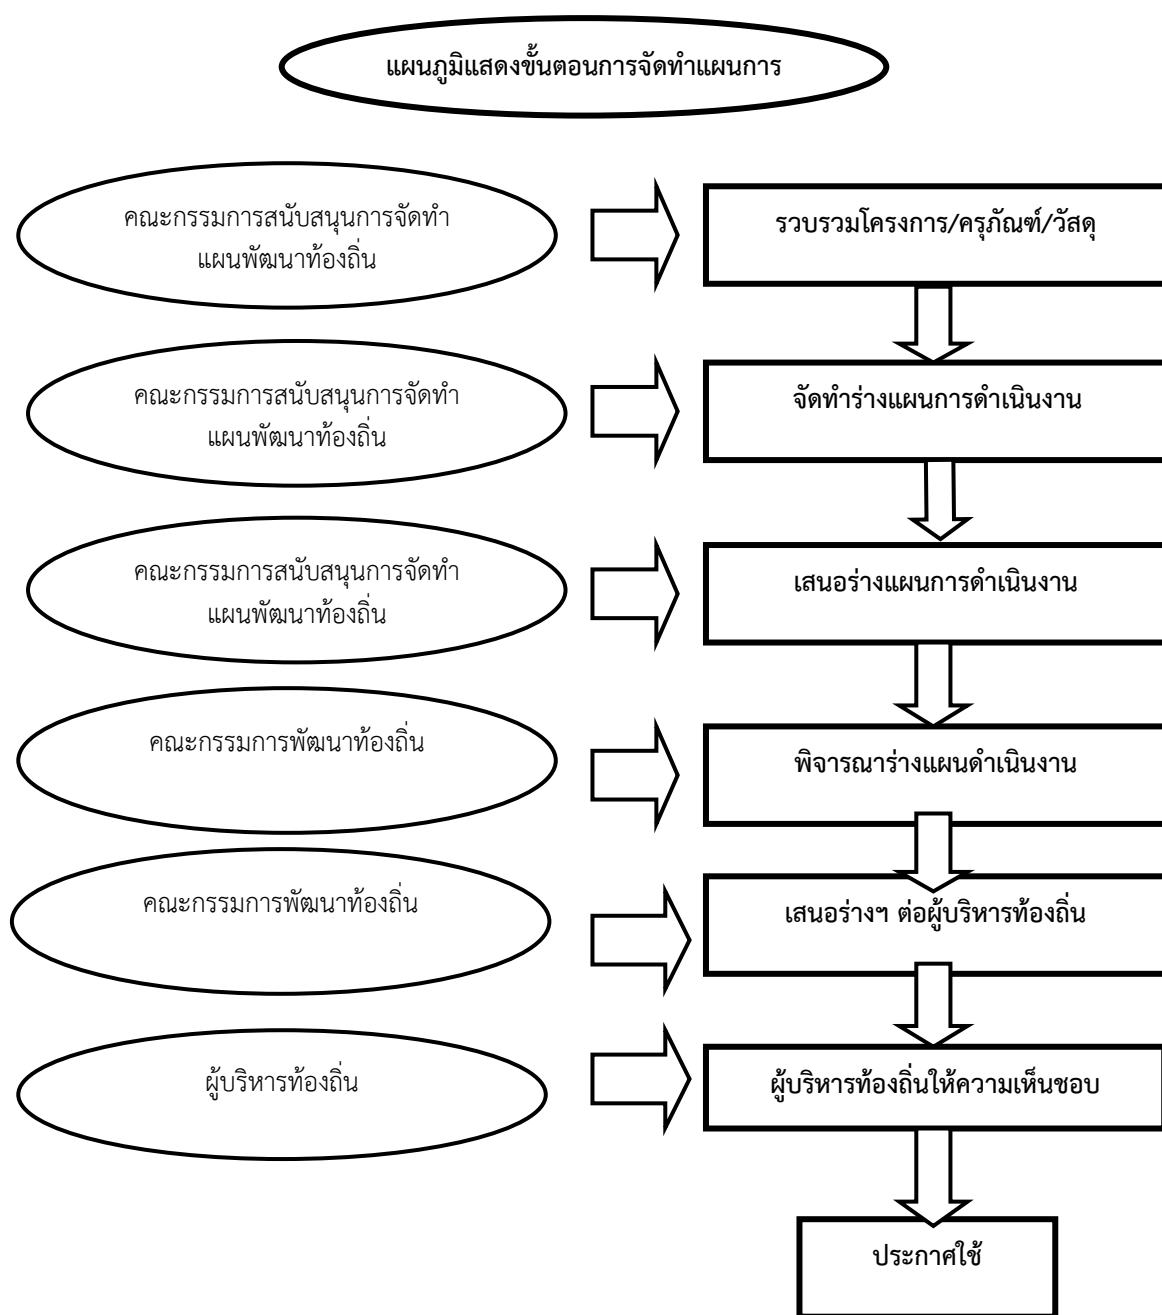 แผนภูมิแสดงขั้นตอนการจัดทำแผนการ
คณะกรรมการสนับสนุนการจัดทำ
แผนพัฒนาท้องถิ่น
รวบรวมโครงการ/ครุภัณฑ์/วัสดุ
คณะกรรมการสนับสนุนการจัดทำ
แผนพัฒนาท้องถิ่น
จัดทำร่างแผนการดำเนินงาน
คณะกรรมการสนับสนุนการจัดทำ
แผนพัฒนาท้องถิ่น
เสนอร่างแผนการดำเนินงาน
คณะกรรมการพัฒนาท้องถิ่น
พิจารณาร่างแผนดำเนินงาน
คณะกรรมการพัฒนาท้องถิ่น
เสนอร่างฯ ต่อผู้บริหารท้องถิ่น
ผู้บริหารท้องถิ่น
ผู้บริหารท้องถิ่นให้ความเห็นชอบ
ประกาศใช้